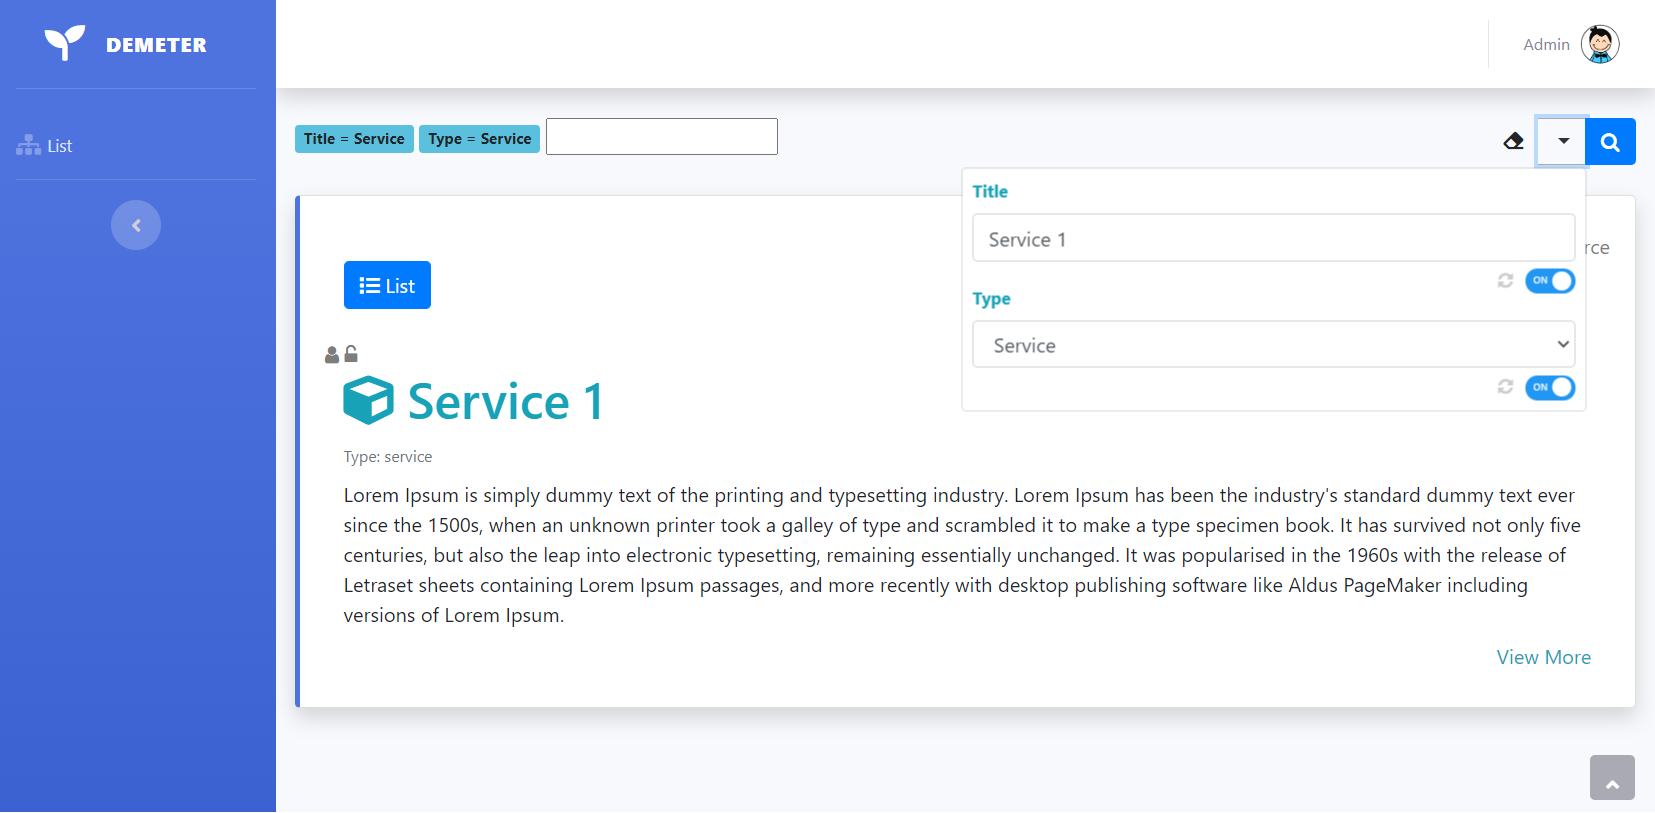 DEMETER
Admin
List
Title = Service
Type = Service
Title
Service 1
ON
Type
Service
ON
rce
List
Service 1
Type: service
Lorem Ipsum is simply dummy text of the printing and typesetting industry. Lorem Ipsum has been the industry's standard dummy text ever
since the 1500s, when an unknown printer took a galley of type and scrambled it to make a type specimen book. It has survived not only five
centuries, but also the leap into electronic typesetting, remaining essentially unchanged. It was popularised in the 1960s with the release of
Letraset sheets containing Lorem Ipsum passages, and more recently with desktop publishing software like Aldus PageMaker including
versions of Lorem Ipsum.
View More